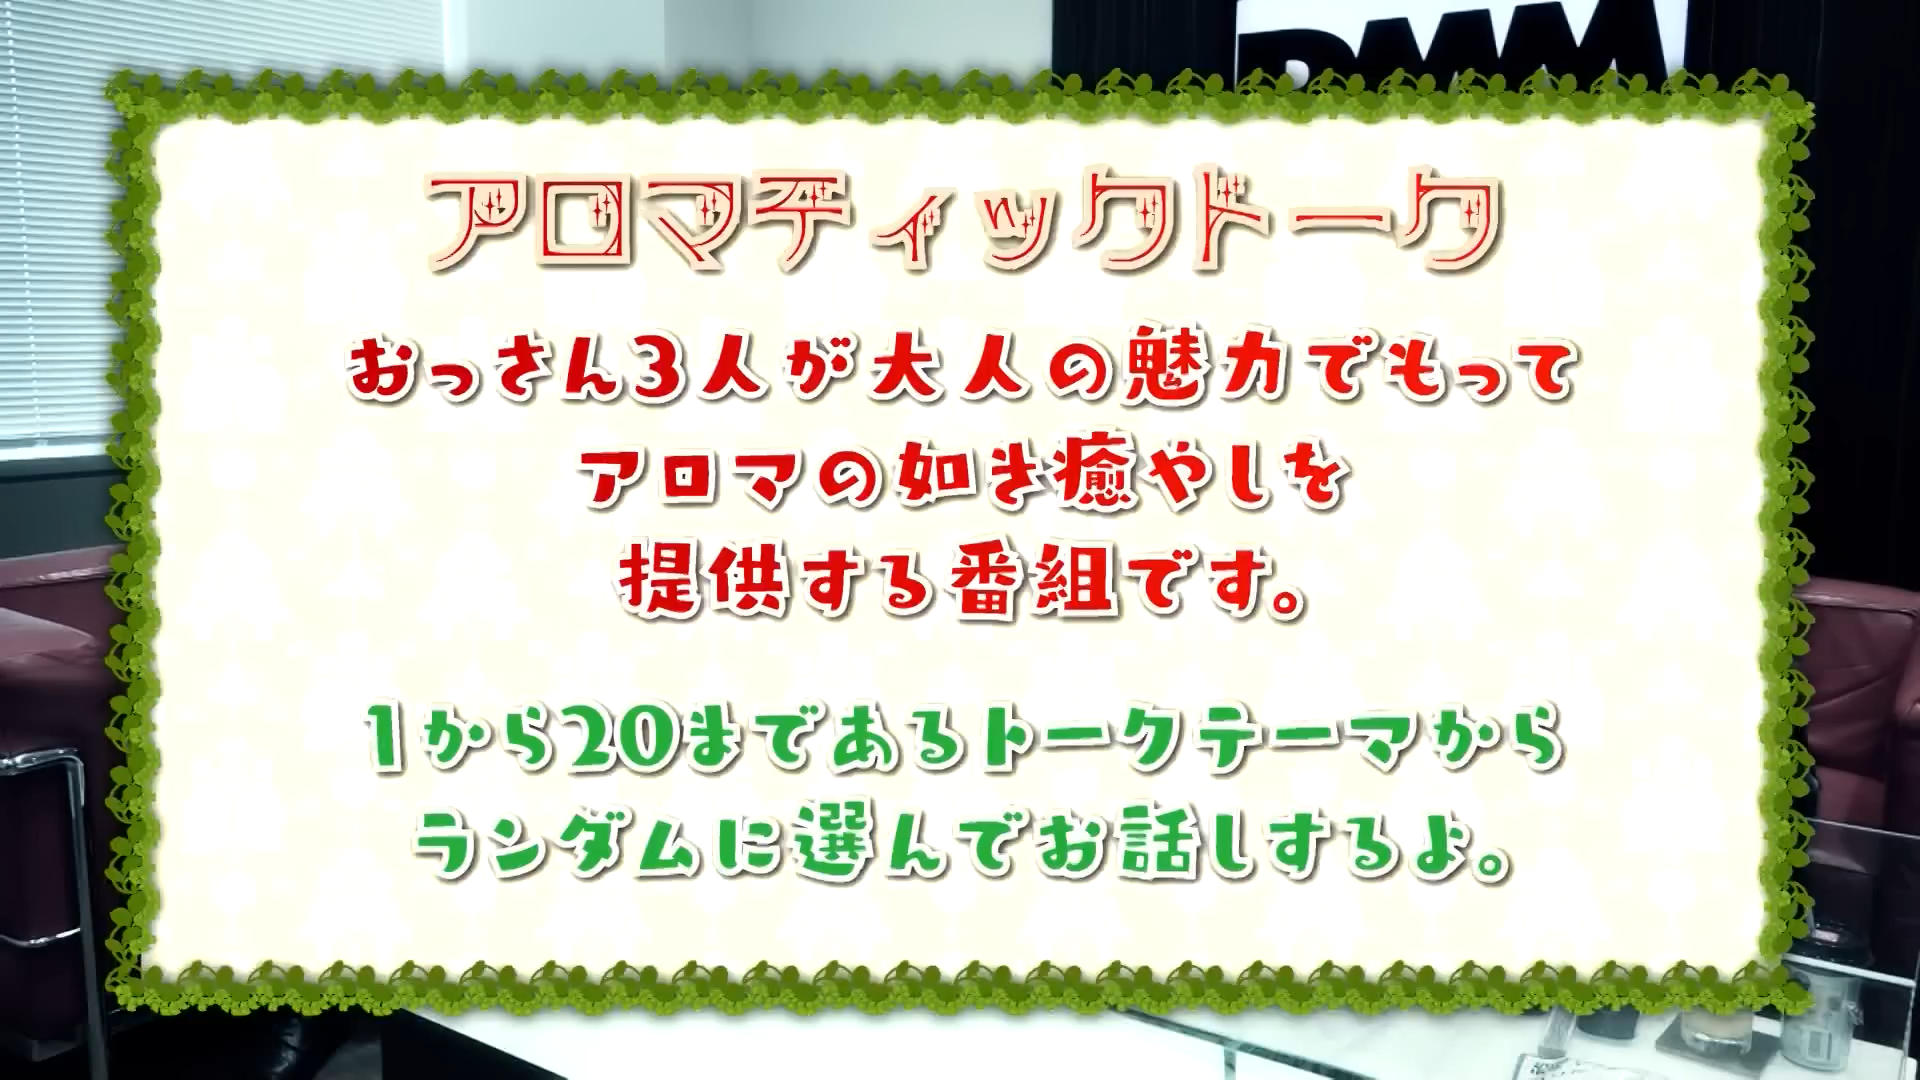 DMM
アロマティックトーク
おっさん3人が大人の魅力でもって
アロマの如き癒やしを
提供する番組です。
1から20まであるトークテーマから
ランダムに選んでお話しするよ。